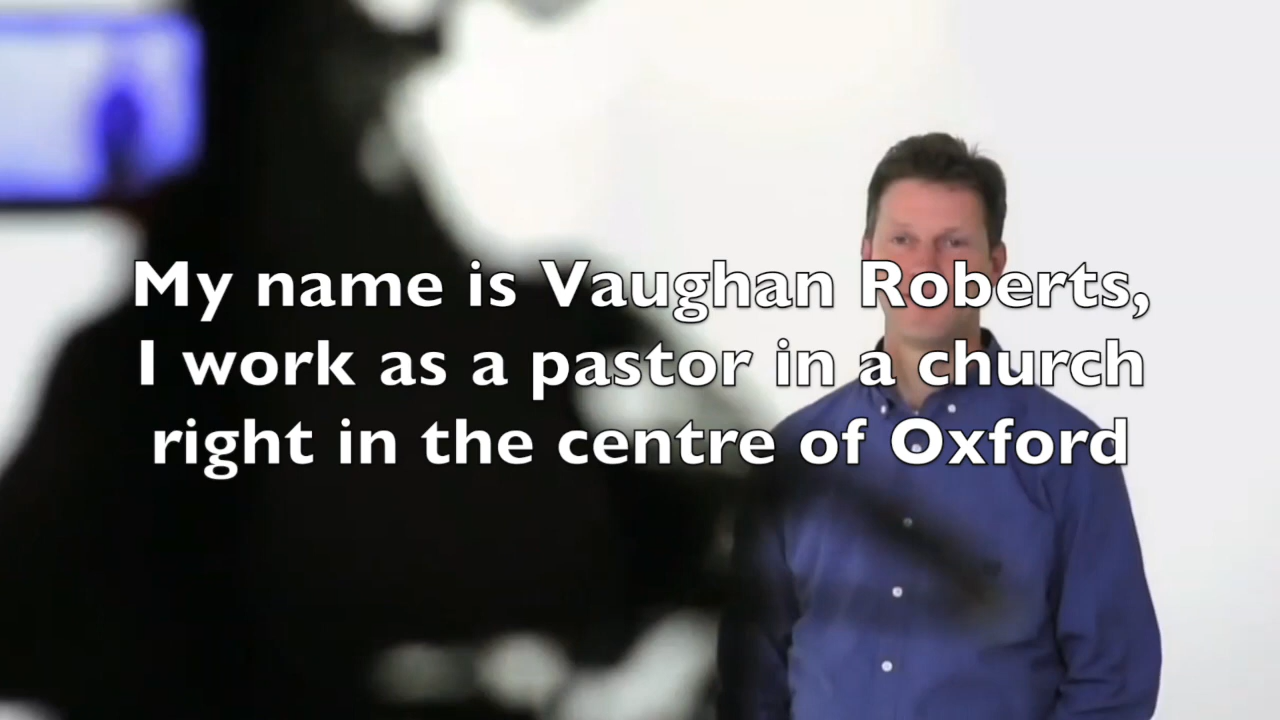 My name is Vaughan Roberts,
I work as a pastor in a church
right in the centre of Oxford